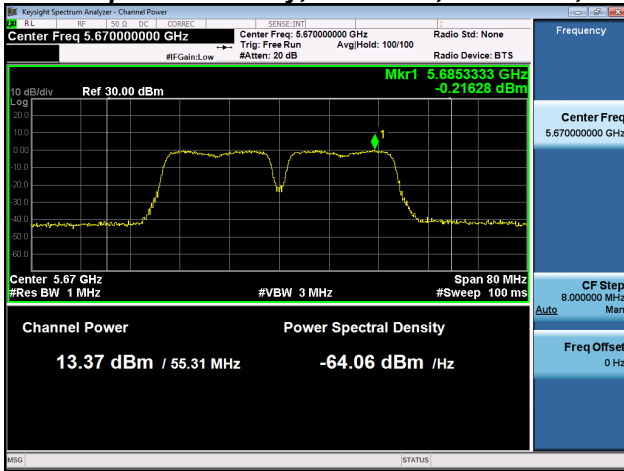 Keysight Spectrum Analyzer - Channel Power
RL RF 50 Ω DC CORREC SENSE:INT
Center Freq 5.670000000 GHz
#IFGain:Low
Center Freq: 5.670000000 GHz
Trig: Free Run Avg|Hold: 100/100
#Atten: 20 dB
Radio Std: None
Radio Device: BTS
Mkr1 5.6853333 GHz
-0.21628 dBm
10 dB/div Ref 30.00 dBm
Log
20.0
10.0
0.00
-10.0
-20.0
-30.0
-40.0
-50.0
-60.0
1
Center 5.67 GHz Span 80 MHz
#Res BW 1 MHz #VBW 3 MHz #Sweep 100 ms
Channel Power Power Spectral Density
13.37 dBm / 55.31 MHz -64.06 dBm /Hz
MSG STATUS
Frequency
Center Freq
5.670000000 GHz
CF Step
8.000000 MHz
Auto Man
Freq Offset
0 Hz